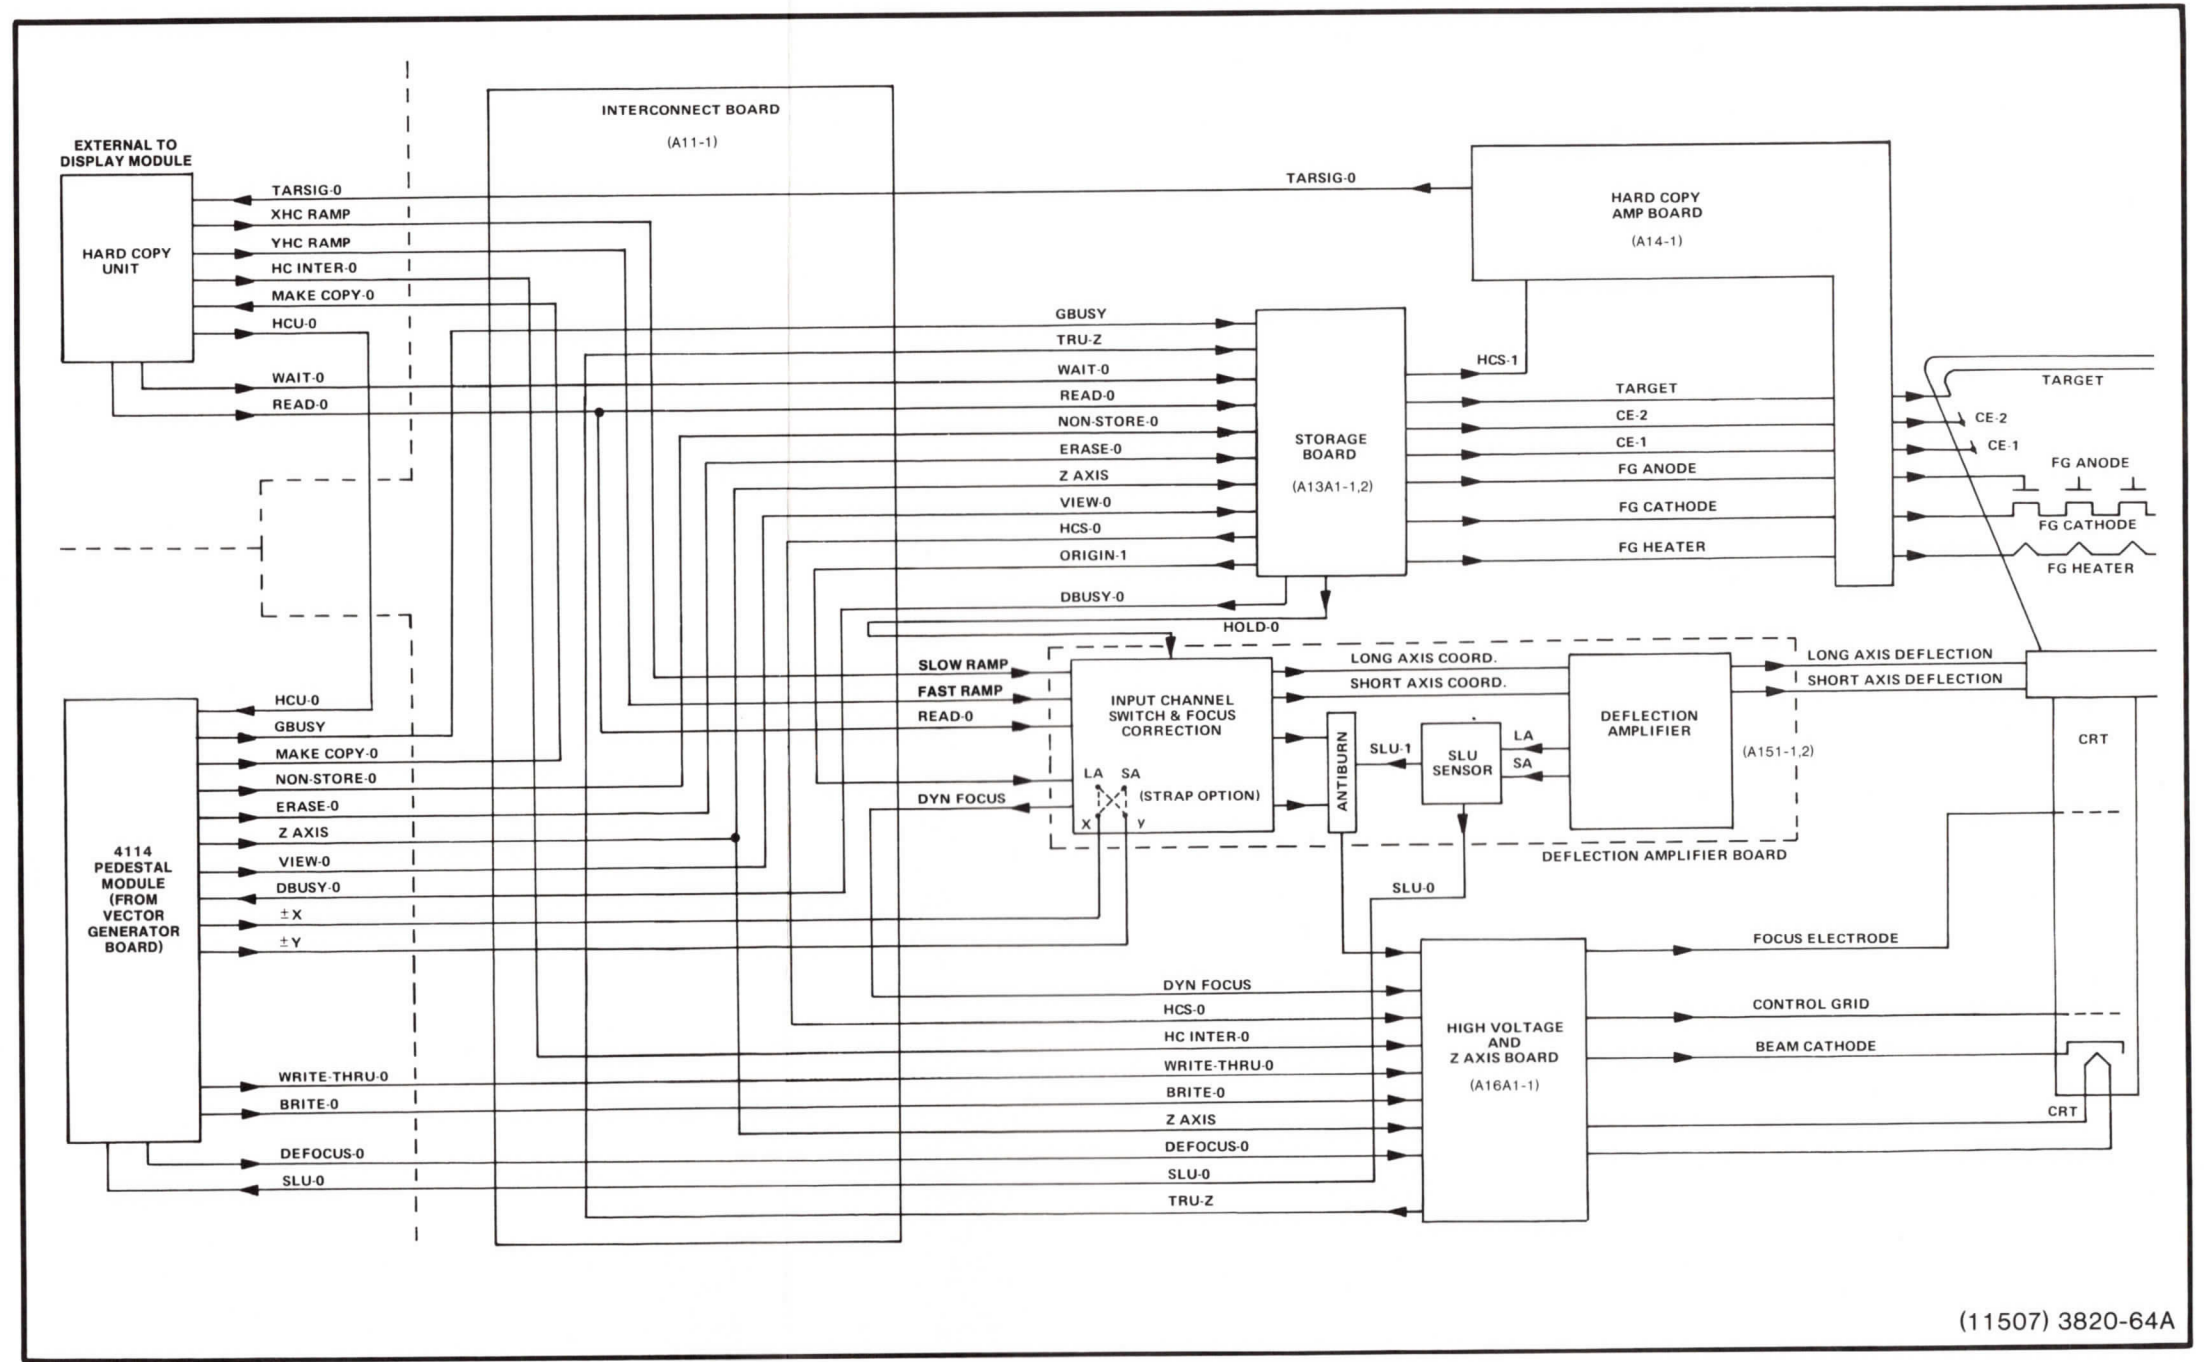 INTERCONNECT BOARD
(A11-1)
EXTERNAL TO
DISPLAY MODULE
HARD COPY
UNIT
TARSIG-0
XHC RAMP
YHC RAMP
HC INTER-0
MAKE COPY-0
HCU-0
WAIT-0
READ-0
TARSIG-0
HARD COPY
AMP BOARD
(A14-1)
GBUSY
TRU-Z
WAIT-0
READ-0
NON-STORE-0
ERASE-0
Z AXIS
VIEW-0
HCS-0
ORIGIN-1
DBUSY-0
HOLD-0
STORAGE
BOARD
(A13A1-1,2)
HCS-1
TARGET
CE-2
CE-1
FG ANODE
FG CATHODE
FG HEATER
TARGET
CE-2
CE-1
FG ANODE
FG CATHODE
FG HEATER
SLOW RAMP
FAST RAMP
READ-0
DYN FOCUS
INPUT CHANNEL
SWITCH & FOCUS
CORRECTION
LA SA
(STRAP OPTION)
X Y
LONG AXIS COORD.
SHORT AXIS COORD.
ANTIBURN
SLU-1
SLU
SENSOR
LA
SA
DEFLECTION
AMPLIFIER
(A151-1,2)
DEFLECTION AMPLIFIER BOARD
LONG AXIS DEFLECTION
SHORT AXIS DEFLECTION
CRT
SLU-0
4114
PEDESTAL
MODULE
(FROM
VECTOR
GENERATOR
BOARD)
HCU-0
GBUSY
MAKE COPY-0
NON-STORE-0
ERASE-0
Z AXIS
VIEW-0
DBUSY-0
±X
±Y
WRITE-THRU-0
BRITE-0
DEFOCUS-0
SLU-0
DYN FOCUS
HCS-0
HC INTER-0
WRITE-THRU-0
BRITE-0
Z AXIS
DEFOCUS-0
SLU-0
TRU-Z
HIGH VOLTAGE
AND
Z AXIS BOARD
(A16A1-1)
FOCUS ELECTRODE
CONTROL GRID
BEAM CATHODE
CRT
(11507) 3820-64A